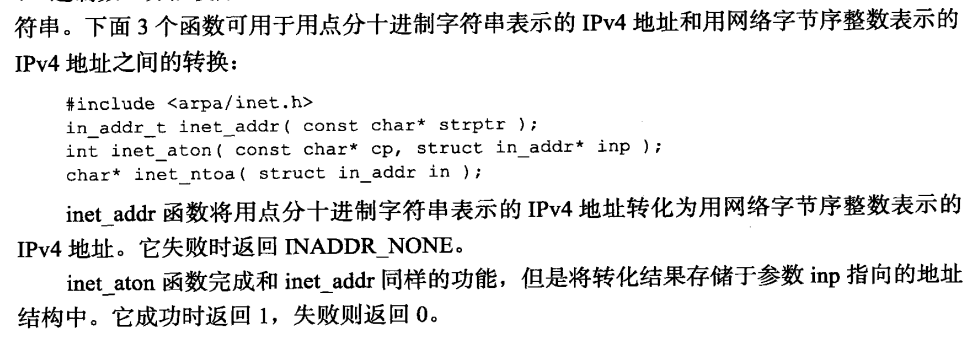 符串。下面 3 个函数可用于用点分十进制字符串表示的 IPv4 地址和用网络字节序整数表示的
IPv4 地址之间的转换：
#include <arpa/inet.h>
in_addr_t inet_addr( const char* strptr );
int inet_aton( const char* cp, struct in_addr* inp );
char* inet_ntoa( struct in_addr in );
inet_addr 函数将用点分十进制字符串表示的 IPv4 地址转化为用网络字节序整数表示的
IPv4 地址。它失败时返回 INADDR_NONE。
inet_aton 函数完成和 inet_addr 同样的功能，但是将转化结果存储于参数 inp 指向的地址
结构中。它成功时返回 1，失败则返回 0。